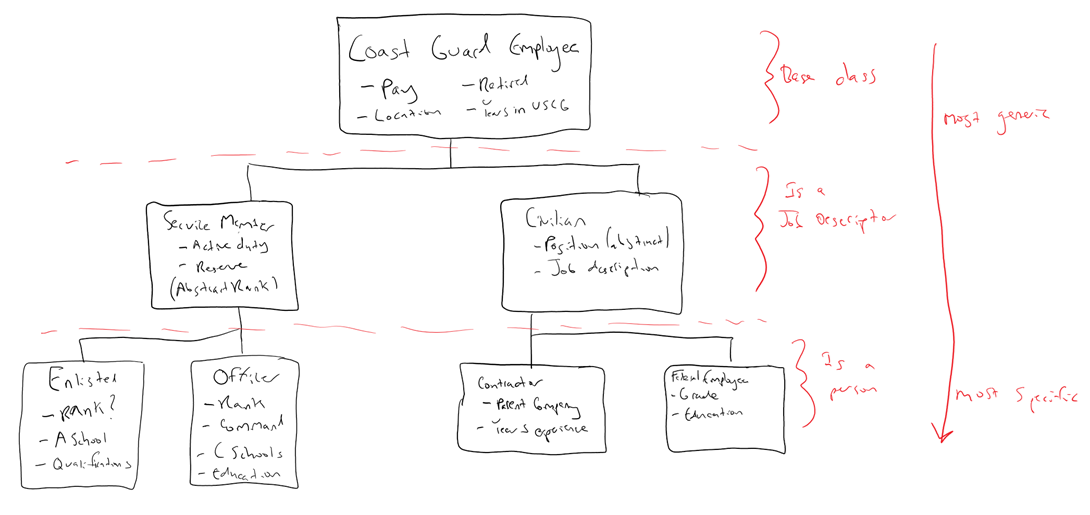 Coast Guard Employee
- Pay
- Retired
- Location
- Years in USCG
Base class
Most generic
Service Member
- Active duty
- Reserve
(Abstract Rank)
Civilian
- Position (abstract)
- Job description
Is a
Job Descriptor
Enlisted
- Rank?
- A School
- Qualifications
Officer
- Rank
- Command
- C Schools
- Education
Contractor
- Parent Company
- Years experience
Federal Employee
- Grade
- Education
Is a
person
Most Specific